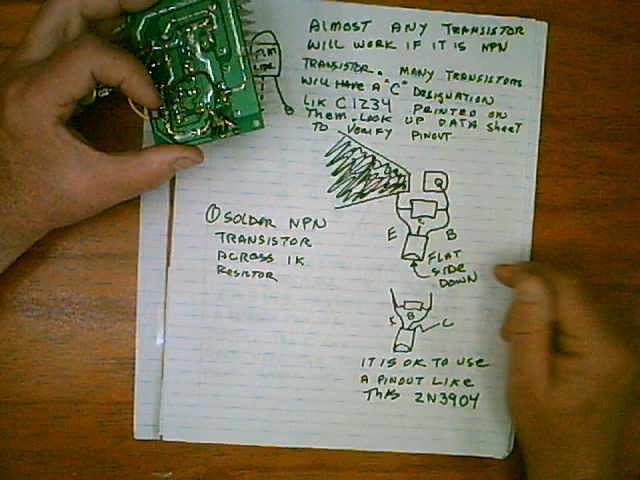 ALMOST ANY TRANSISTOR
WILL WORK IF IT IS NPN
TRANSISTOR. MANY TRANSISTORS
WILL HAVE A "C" DESIGNATION
LIK C1234 PRINTED ON
THEM. LOOK UP DATA SHEET
TO VERIFY PINOUT
① SOLDER NPN
TRANSISTOR
ACROSS 1K
RESISTOR
C
E B
FLAT
SIDE
DOWN
B
E C
IT IS OK TO USE
A PINOUT LIKE
THIS 2N3904